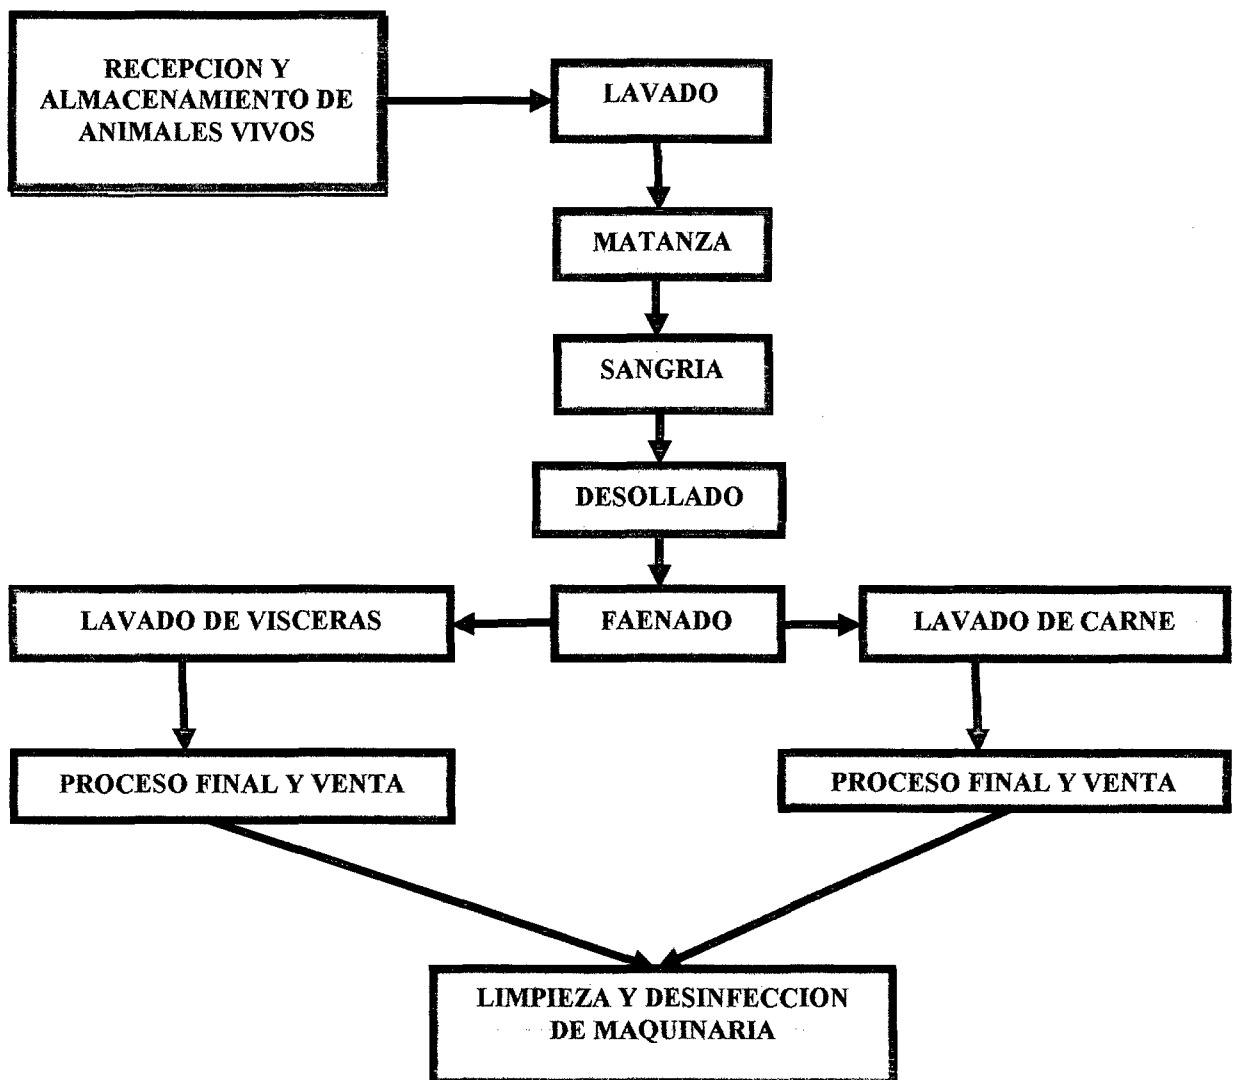 RECEPCION Y
ALMACENAMIENTO DE
ANIMALES VIVOS
LAVADO
MATANZA
SANGRIA
DESOLLADO
LAVADO DE VISCERAS
FAENADO
LAVADO DE CARNE
PROCESO FINAL Y VENTA
PROCESO FINAL Y VENTA
LIMPIEZA Y DESINFECCION
DE MAQUINARIA